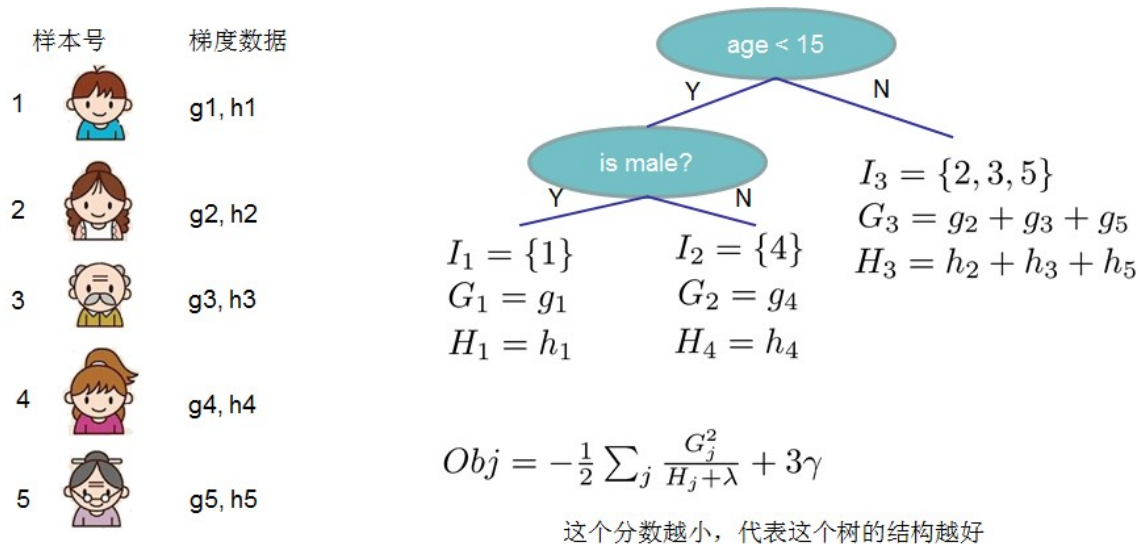 样本号 梯度数据
1 g1, h1
2 g2, h2
3 g3, h3
4 g4, h4
5 g5, h5
age < 15
Y N
is male?
Y N
I₁ = {1}
G₁ = g₁
H₁ = h₁
I₂ = {4}
G₂ = g₄
H₄ = h₄
I₃ = {2, 3, 5}
G₃ = g₂ + g₃ + g₅
H₃ = h₂ + h₃ + h₅
Obj = −½ ∑ⱼ Gⱼ²/(Hⱼ+λ) + 3γ
这个分数越小，代表这个树的结构越好